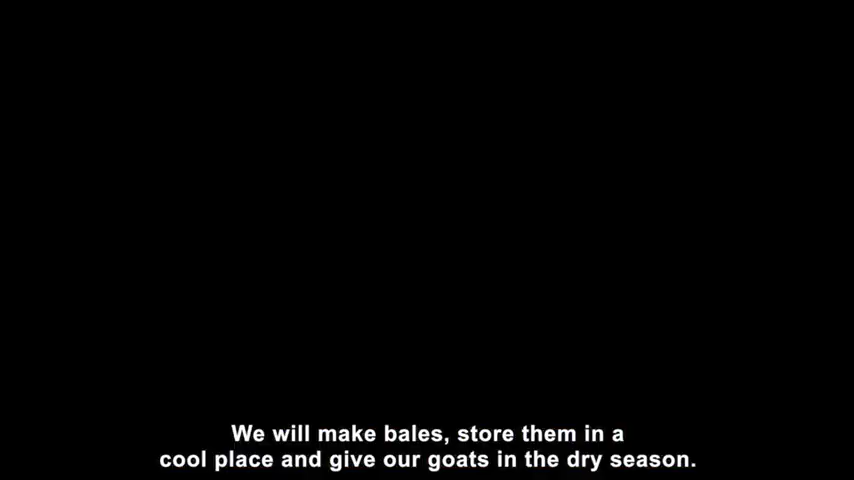 We will make bales, store them in a
cool place and give our goats in the dry season.